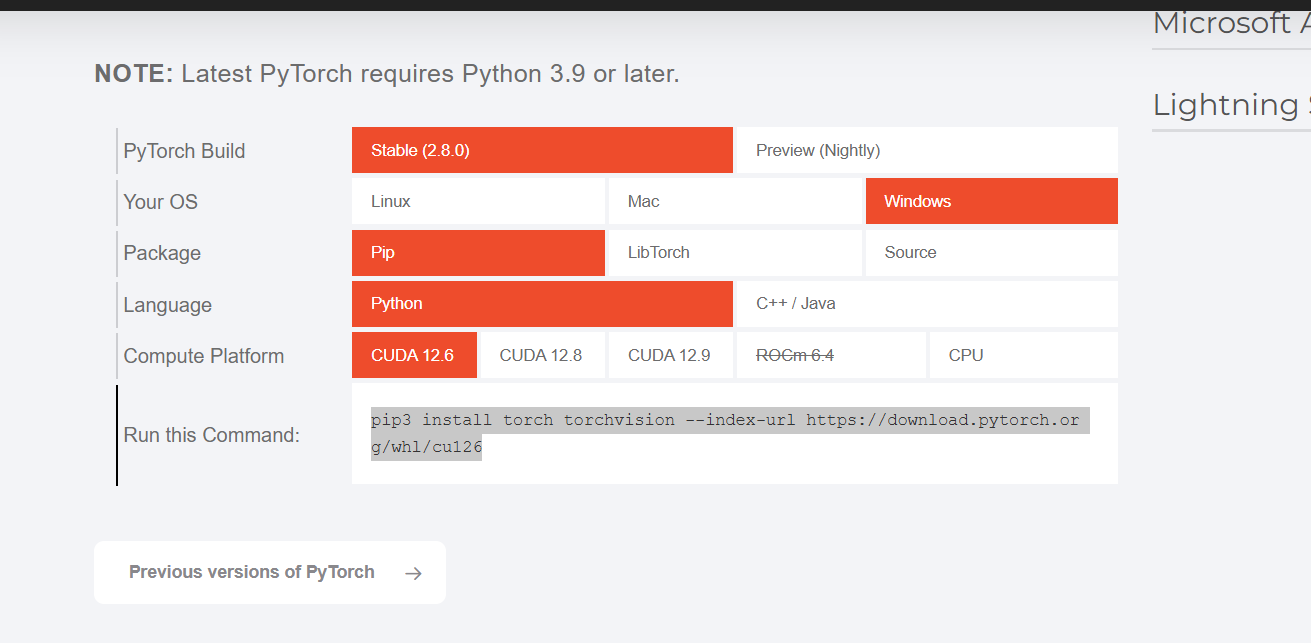 Microsoft
NOTE: Latest PyTorch requires Python 3.9 or later.
Lightning
PyTorch Build
Stable (2.8.0)
Preview (Nightly)
Your OS
Linux
Mac
Windows
Package
Pip
LibTorch
Source
Language
Python
C++ / Java
Compute Platform
CUDA 12.6
CUDA 12.8
CUDA 12.9
ROCm 6.4
CPU
Run this Command:
pip3 install torch torchvision --index-url https://download.pytorch.or
g/whl/cu126
Previous versions of PyTorch →